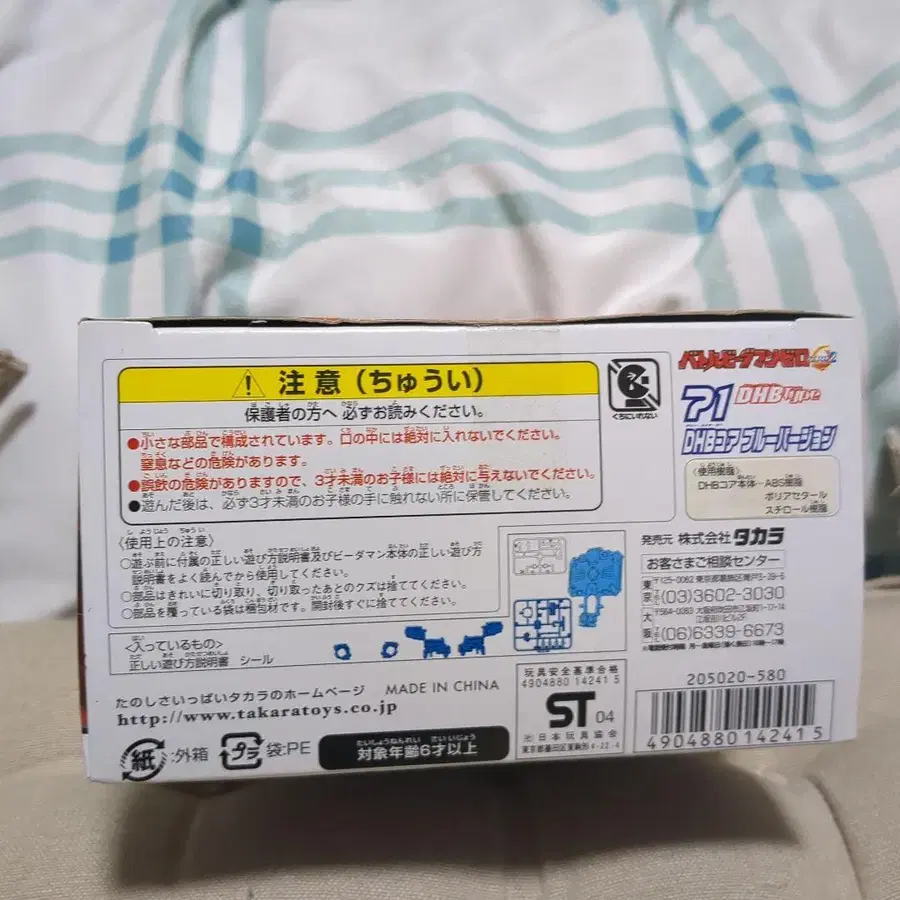 ⚠ 注意（ちゅうい）
保護者の方へ 必ずお読みください。
●小さな部品で構成されています。口の中には絶対に入れないでください。
窒息などの危険があります。
●誤飲の危険がありますので、3才未満のお子様には絶対に与えないでください。
●遊んだ後は、必ず3才未満のお子様の手に触れない所に保管してください。
くちにいれない
〈使用上の注意〉
○遊ぶ前に付属の正しい遊び方説明書及びビーダマン本体の正しい遊び方
説明書をよく読んでから使用してください。
○部品はきれいに切り取り、切り取ったあとのクズは捨ててください。
○部品を覆っている袋は梱包材です。開封後すぐに捨ててください。
〈入っているもの〉
正しい遊び方説明書 シール
たのしさいっぱいタカラのホームページ MADE IN CHINA
http://www.takaratoys.co.jp
紙:外箱 プラ 袋:PE
対象年齢6才以上
玩具安全基準合格
4904880 14241 5
ST 04
㈳日本玩具協会
バトルビーダマンゼロ
71 DHB type
DHBコア ブルーバージョン
〈使用樹脂〉
DHBコア本体…ABS樹脂
ポリアセタール
スチロール樹脂
発売元 株式会社 タカラ
お客さまご相談センター
東京
(03)3602-3030
大阪
(06)6339-6673
205020-580
4904880142415